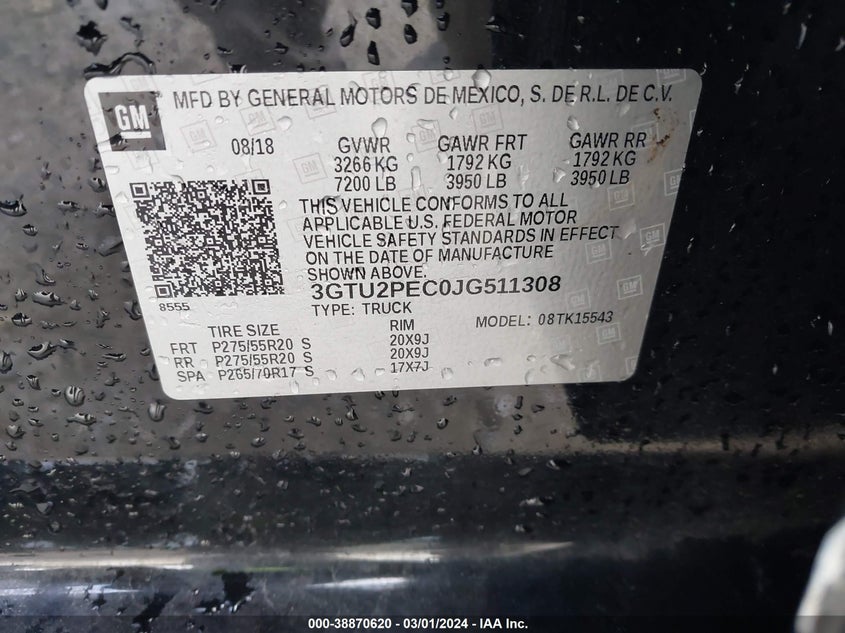 GM MFD BY GENERAL MOTORS DE MEXICO, S. DE R.L. DE C.V.
08/18 GVWR GAWR FRT GAWR RR
3266 KG 1792 KG 1792 KG
7200 LB 3950 LB 3950 LB
THIS VEHICLE CONFORMS TO ALL
APPLICABLE U.S. FEDERAL MOTOR
VEHICLE SAFETY STANDARDS IN EFFECT
ON THE DATE OF MANUFACTURE
SHOWN ABOVE.
8555 3GTU2PEC0JG511308
TYPE: TRUCK MODEL: 08TK15543
TIRE SIZE RIM
FRT P275/55R20 S 20X9J
RR P275/55R20 S 20X9J
SPA P265/70R17 S 17X7J
000-38870620 - 03/01/2024 - IAA Inc.